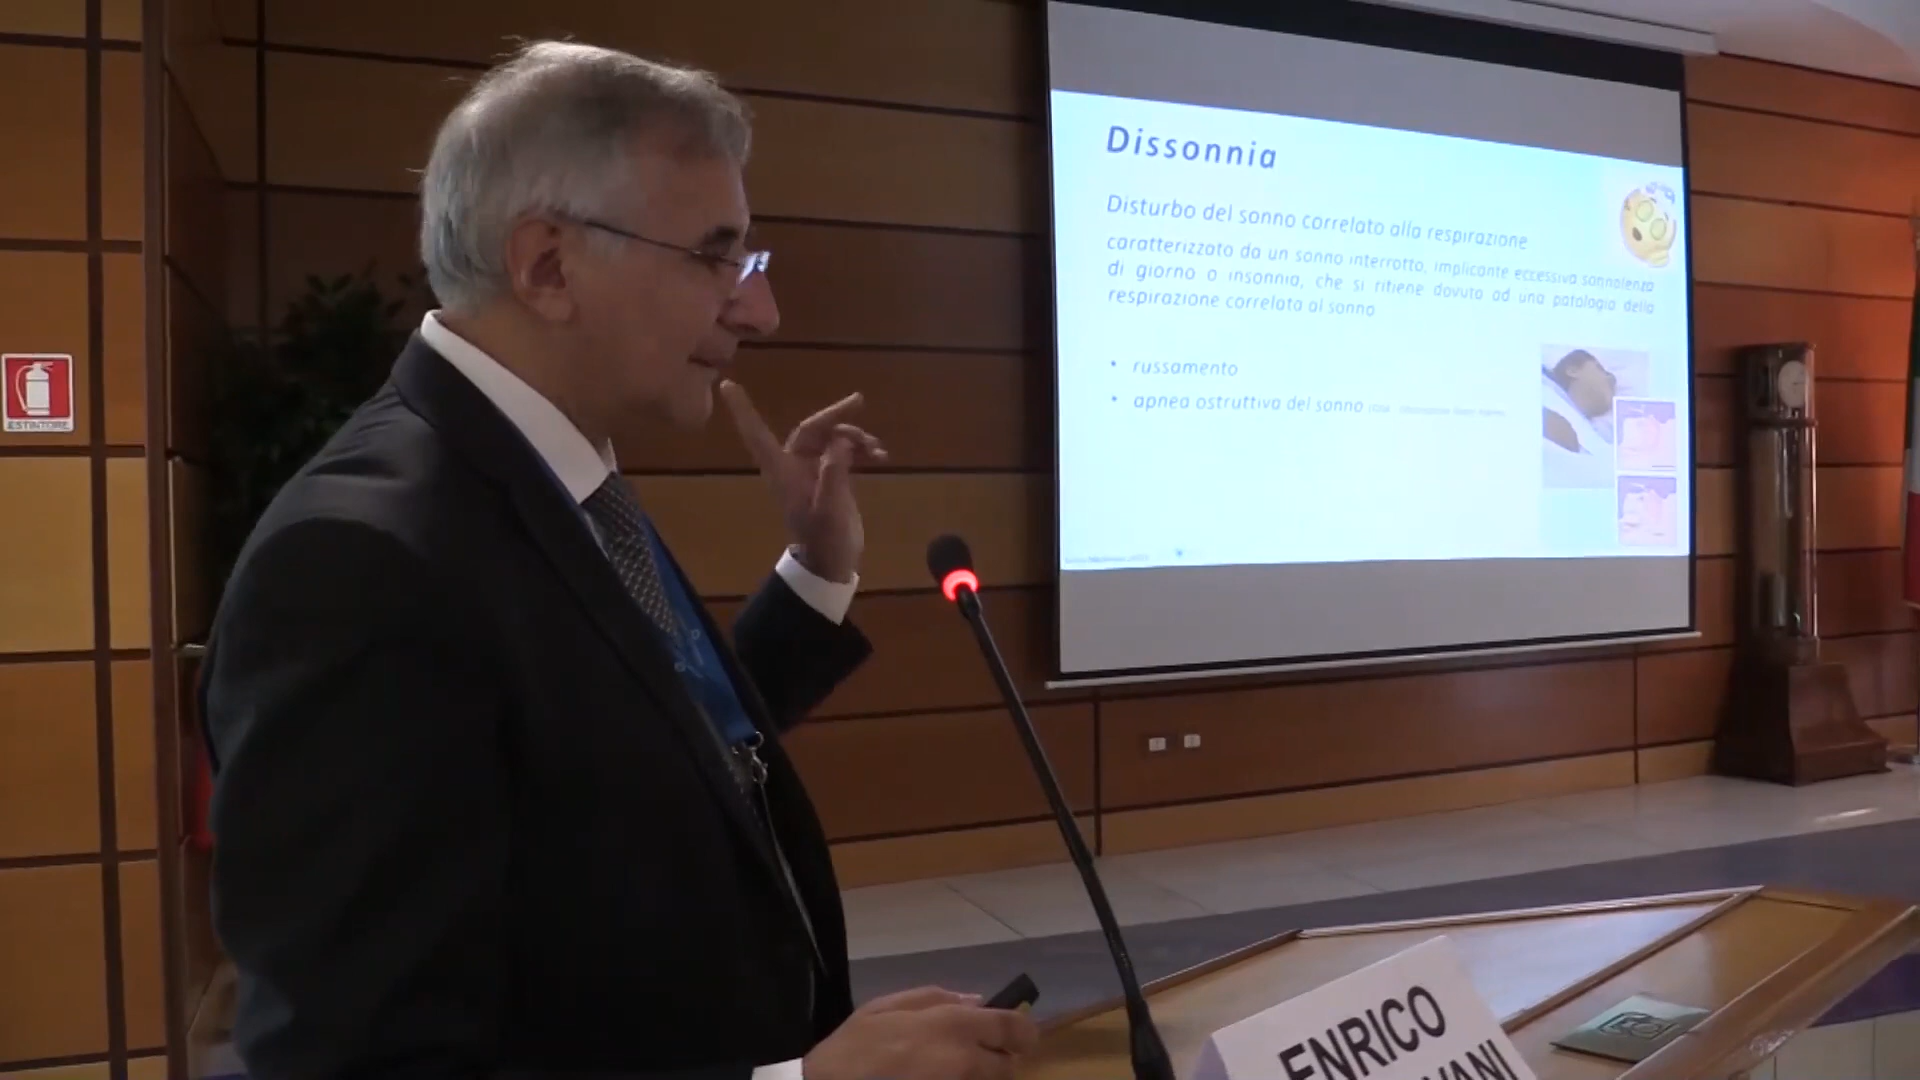 ESTINTORE
Dissonnia
Disturbo del sonno correlato alla respirazione
caratterizzato da un sonno interrotto, implicante eccessiva sonnolenza
di giorno o insonnia, che si ritiene dovuto ad una patologia della
respirazione correlata al sonno
• russamento
• apnea ostruttiva del sonno
ENRICO